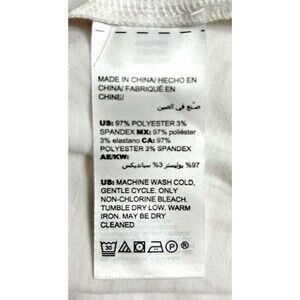 MADE IN CHINA/ HECHO EN
CHINA/ FABRIQUÉ EN
CHINE/
صنع في الصين
US: 97% POLYESTER 3%
SPANDEX MX: 97% poliéster
3% elastano CA: 97%
POLYESTER 3% SPANDEX
AE/KW:
97% بوليستر 3% سبانديكس
US: MACHINE WASH COLD,
GENTLE CYCLE. ONLY
NON-CHLORINE BLEACH.
TUMBLE DRY LOW. WARM
IRON. MAY BE DRY
CLEANED
30 P